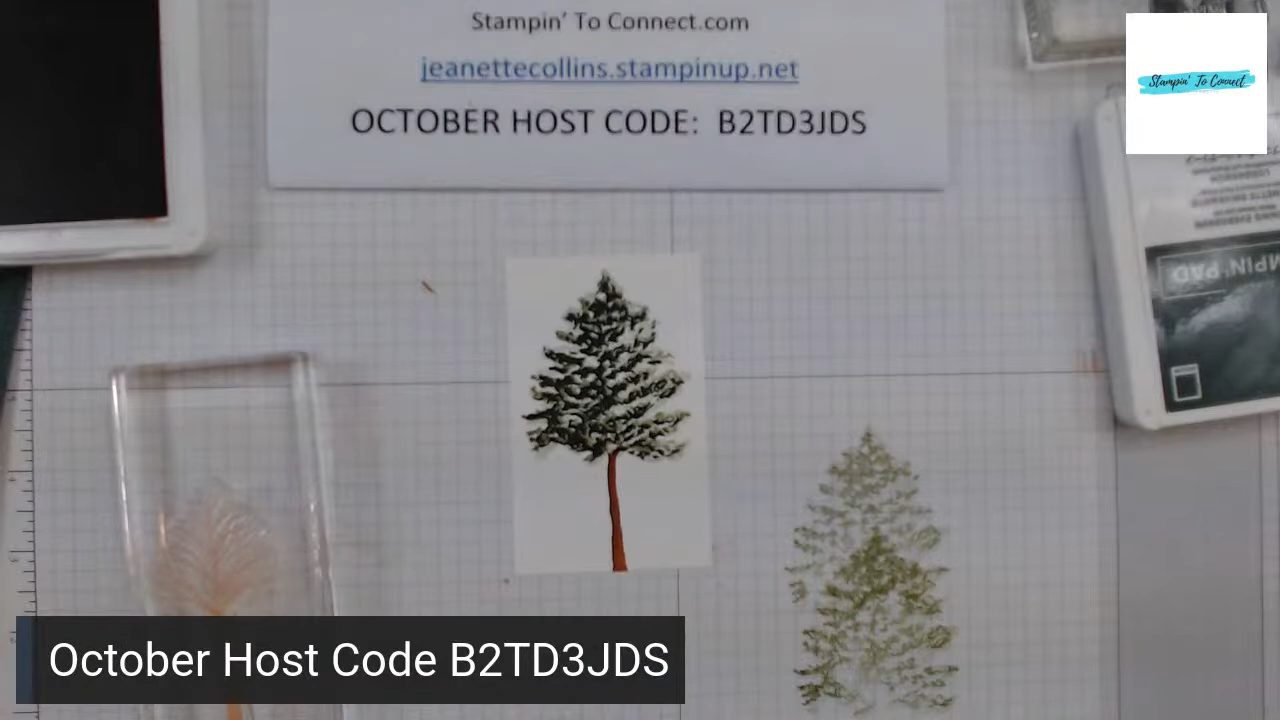 Stampin' To Connect.com
jeanettecollins.stampinup.net
OCTOBER HOST CODE: B2TD3JDS
Stampin' To Connect
October Host Code B2TD3JDS